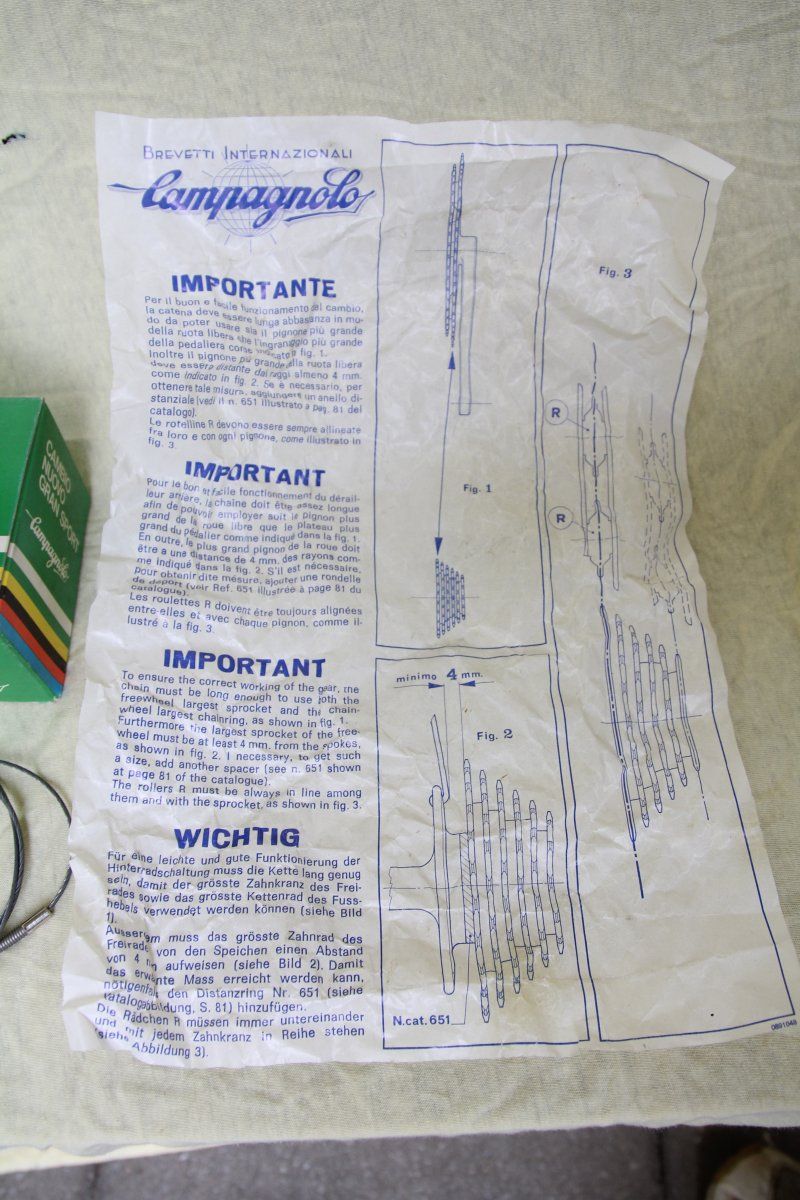 BREVETTI INTERNAZIONALI
Campagnolo
IMPORTANTE
Per il buon e facile funzionamento del cambio,
la catena deve essere lunga abbastanza in mo-
do da poter usare sia il pignone più grande
della ruota libera che l'ingranaggio più grande
della pedaliera come indicato fig. 1.
Inoltre il pignone più grande della ruota libera
deve essere distante dai raggi almeno 4 mm.
come indicato in fig. 2. Se è necessario, per
ottenere tale misura, aggiungere un anello di-
stanziale (vedi il n. 651 illustrato a pag. 81 del
catalogo).
Le rotelline R devono essere sempre allineate
fra loro e con ogni pignone, come illustrato in
fig. 3.
IMPORTANT
Pour le bon et facile fonctionnement du dérail-
leur arrière, la chaine doit être assez longue
afin de pouvoir employer soit le pignon plus
grand de la roue libre que le plateau plus
grand du pédalier comme indiqué dans la fig. 1.
En outre, le plus grand pignon de la roue doit
être a une distance de 4 mm. des rayons com-
me indiqué dans la fig. 2. S'il est nécessaire,
pour obtenir dite mésure, ajouter une rondelle
de déport (voir Ref. 651 illustrée à page 81 du
catalogue).
Les roulettes R doivent être toujours alignées
entre elles et avec chaque pignon, comme il-
lustré à la fig. 3.
IMPORTANT
To ensure the correct working of the gear, the
chain must be long enough to use both the
freewheel largest sprocket and the chain-
wheel largest chainring, as shown in fig. 1.
Furthermore the largest sprocket of the free-
wheel must be at least 4 mm. from the spokes,
as shown in fig. 2. I necessary, to get such
a size, add another spacer (see n. 651 shown
at page 81 of the catalogue).
The rollers R must be always in line among
them and with the sprocket, as shown in fig. 3.
WICHTIG
Für eine leichte und gute Funktionierung der
Hinterradschaltung muss die Kette lang genug
sein, damit der grösste Zahnkranz des Frei-
rades sowie das grösste Kettenrad des Fuss-
hebels verwendet werden können (siehe Bild
1).
Ausserdem muss das grösste Zahnrad des
Freirades von den Speichen einen Abstand
von 4 mm aufweisen (siehe Bild 2). Damit
das erwänte Mass erreicht werden kann,
nötigenfalls den Distanzring Nr. 651 (siehe
Katalogabbildung, S. 81) hinzufügen.
Die Rädchen R müssen immer untereinander
und mit jedem Zahnkranz in Reihe stehen
(siehe Abbildung 3).
Fig. 1
minimo 4 mm.
Fig. 2
N.cat. 651
Fig. 3
R
R
0891048
CAMBIO
NUOVO
GRAN SPORT
Campagnolo